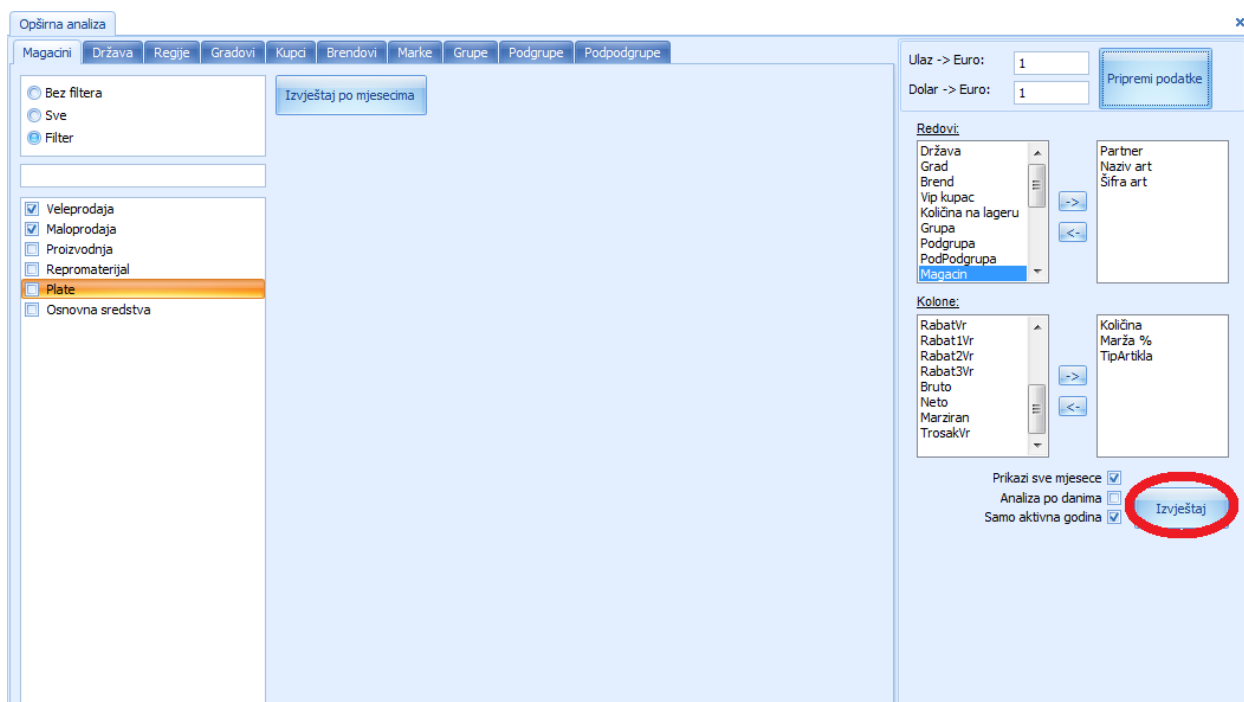 Opširna analiza
Magacini Država Regije Gradovi Kupci Brendovi Marke Grupe Podgrupe Podpodgrupe
Bez filtera
Sve
Filter
Izvještaj po mjesecima
Veleprodaja
Maloprodaja
Proizvodnja
Repromaterijal
Plate
Osnovna sredstva
Ulaz -> Euro: 1
Dolar -> Euro: 1
Pripremi podatke
Redovi:
Država
Grad
Brend
Vip kupac
Količina na lageru
Grupa
Podgrupa
PodPodgrupa
Magacin
->
<-
Partner
Naziv art
Šifra art
Kolone:
RabatVr
Rabat1Vr
Rabat2Vr
Rabat3Vr
Bruto
Neto
Marziran
TrosakVr
->
<-
Količina
Marža %
TipArtikla
Prikazi sve mjesece
Analiza po danima
Samo aktivna godina
Izvještaj